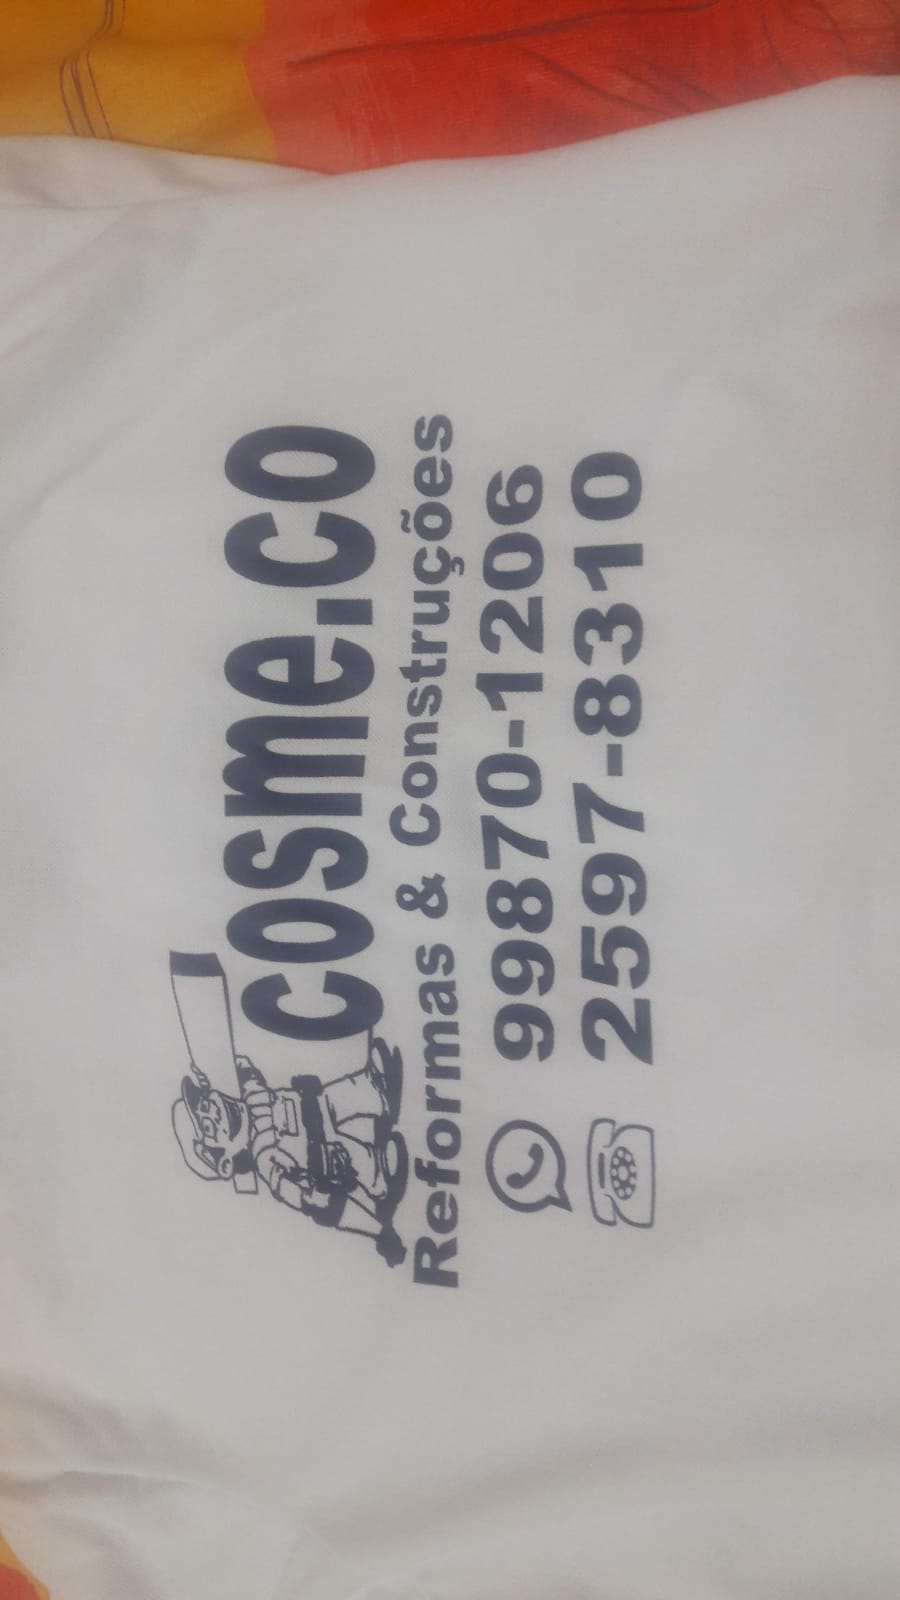 cosme.co
Reformas & Construções
99870-1206
2597-8310